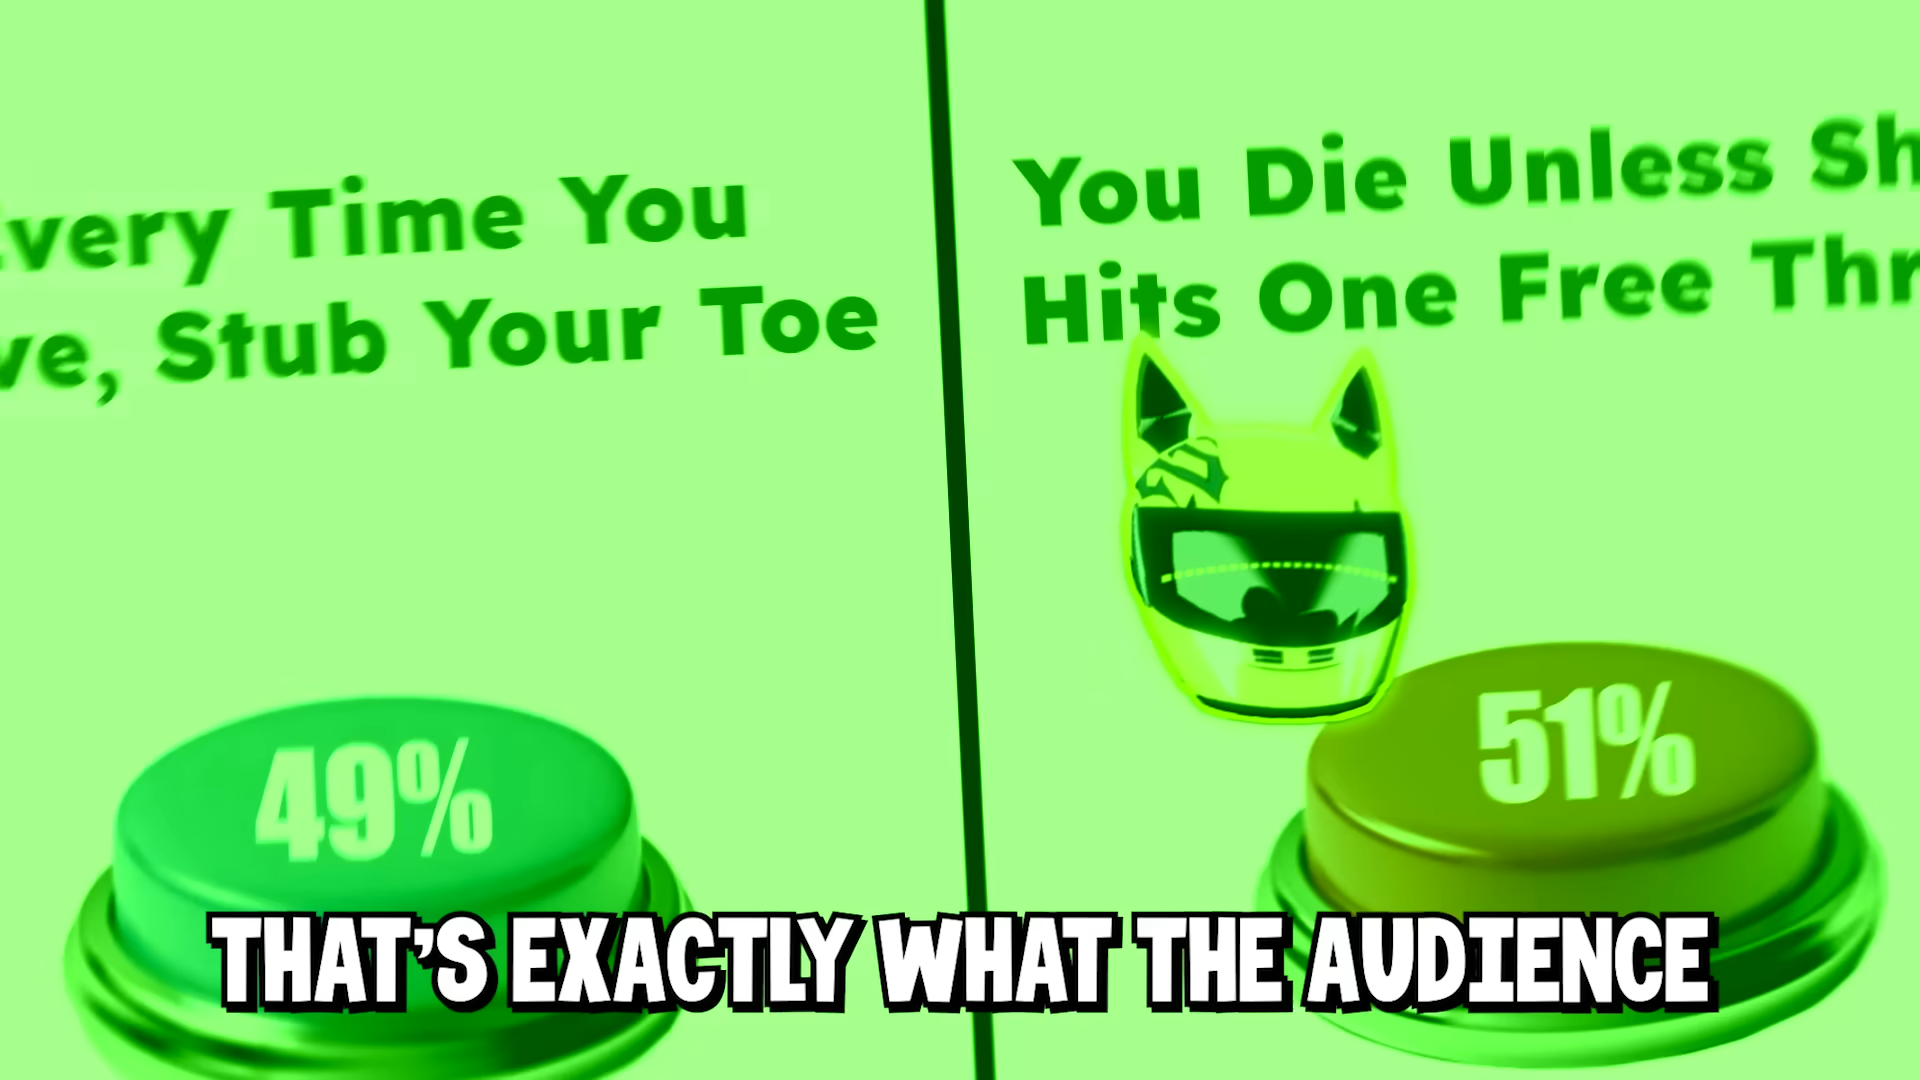 Every Time You
ve, Stub Your Toe
You Die Unless Sh
Hits One Free Thr
49%
51%
THAT'S EXACTLY WHAT THE AUDIENCE